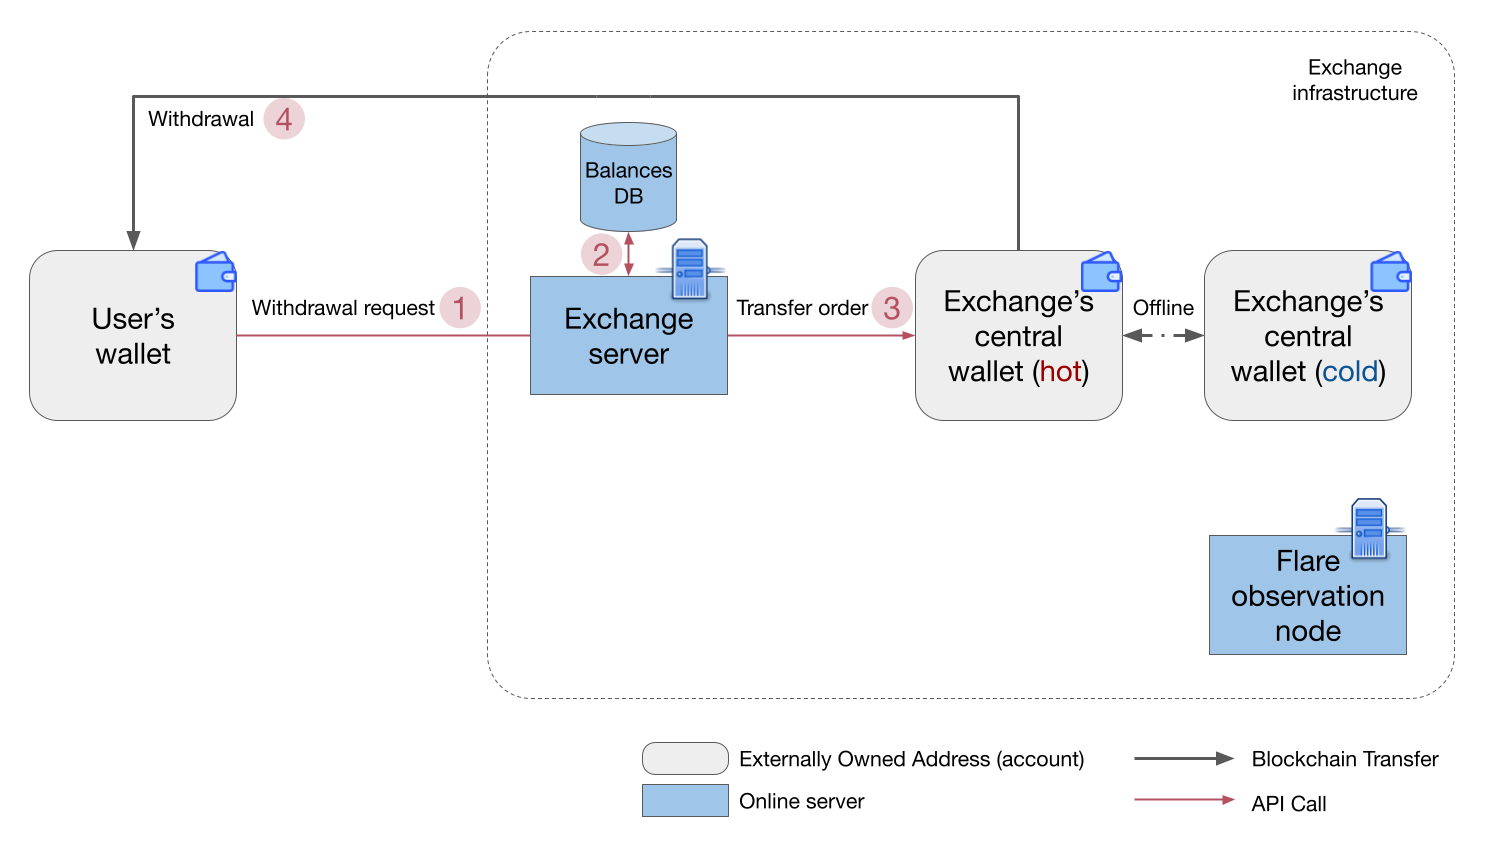 Exchange
infrastructure
Withdrawal 4
Balances
DB
2
User's
wallet
Withdrawal request 1
Exchange
server
Transfer order 3
Exchange's
central
wallet (hot)
Offline
Exchange's
central
wallet (cold)
Flare
observation
node
Externally Owned Address (account)
Blockchain Transfer
Online server
API Call